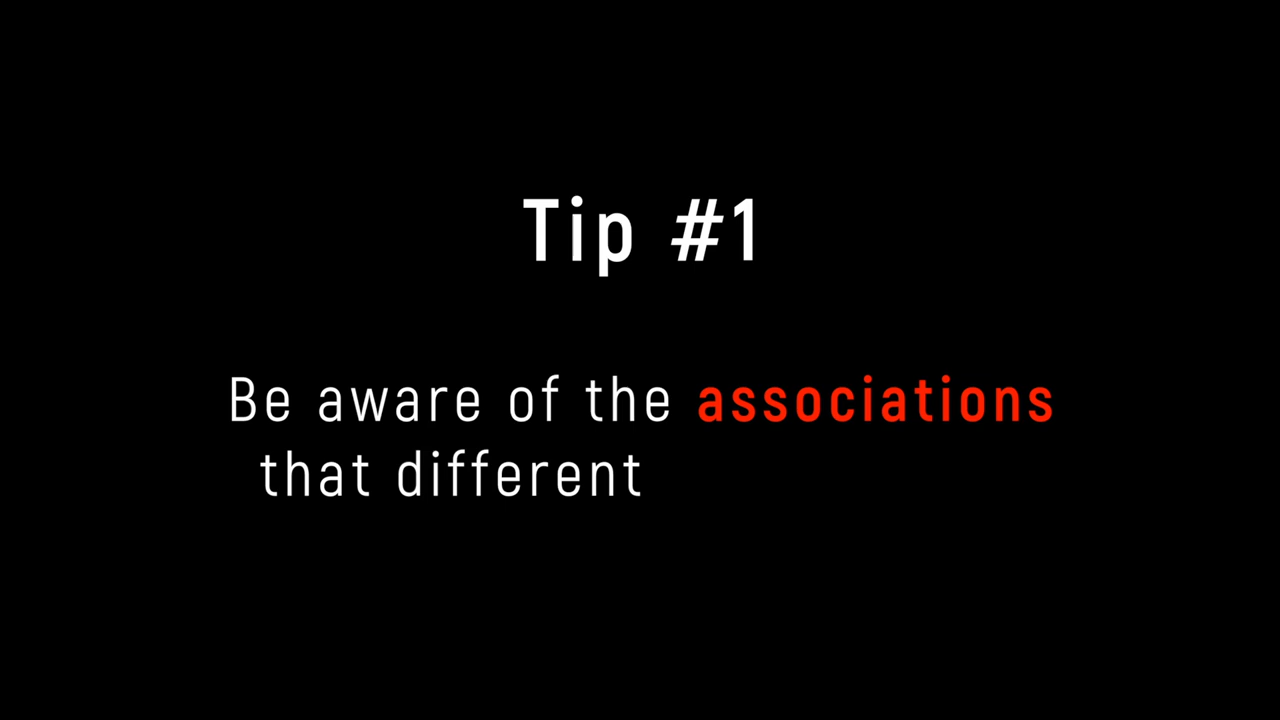 Tip #1
Be aware of the associations
that different